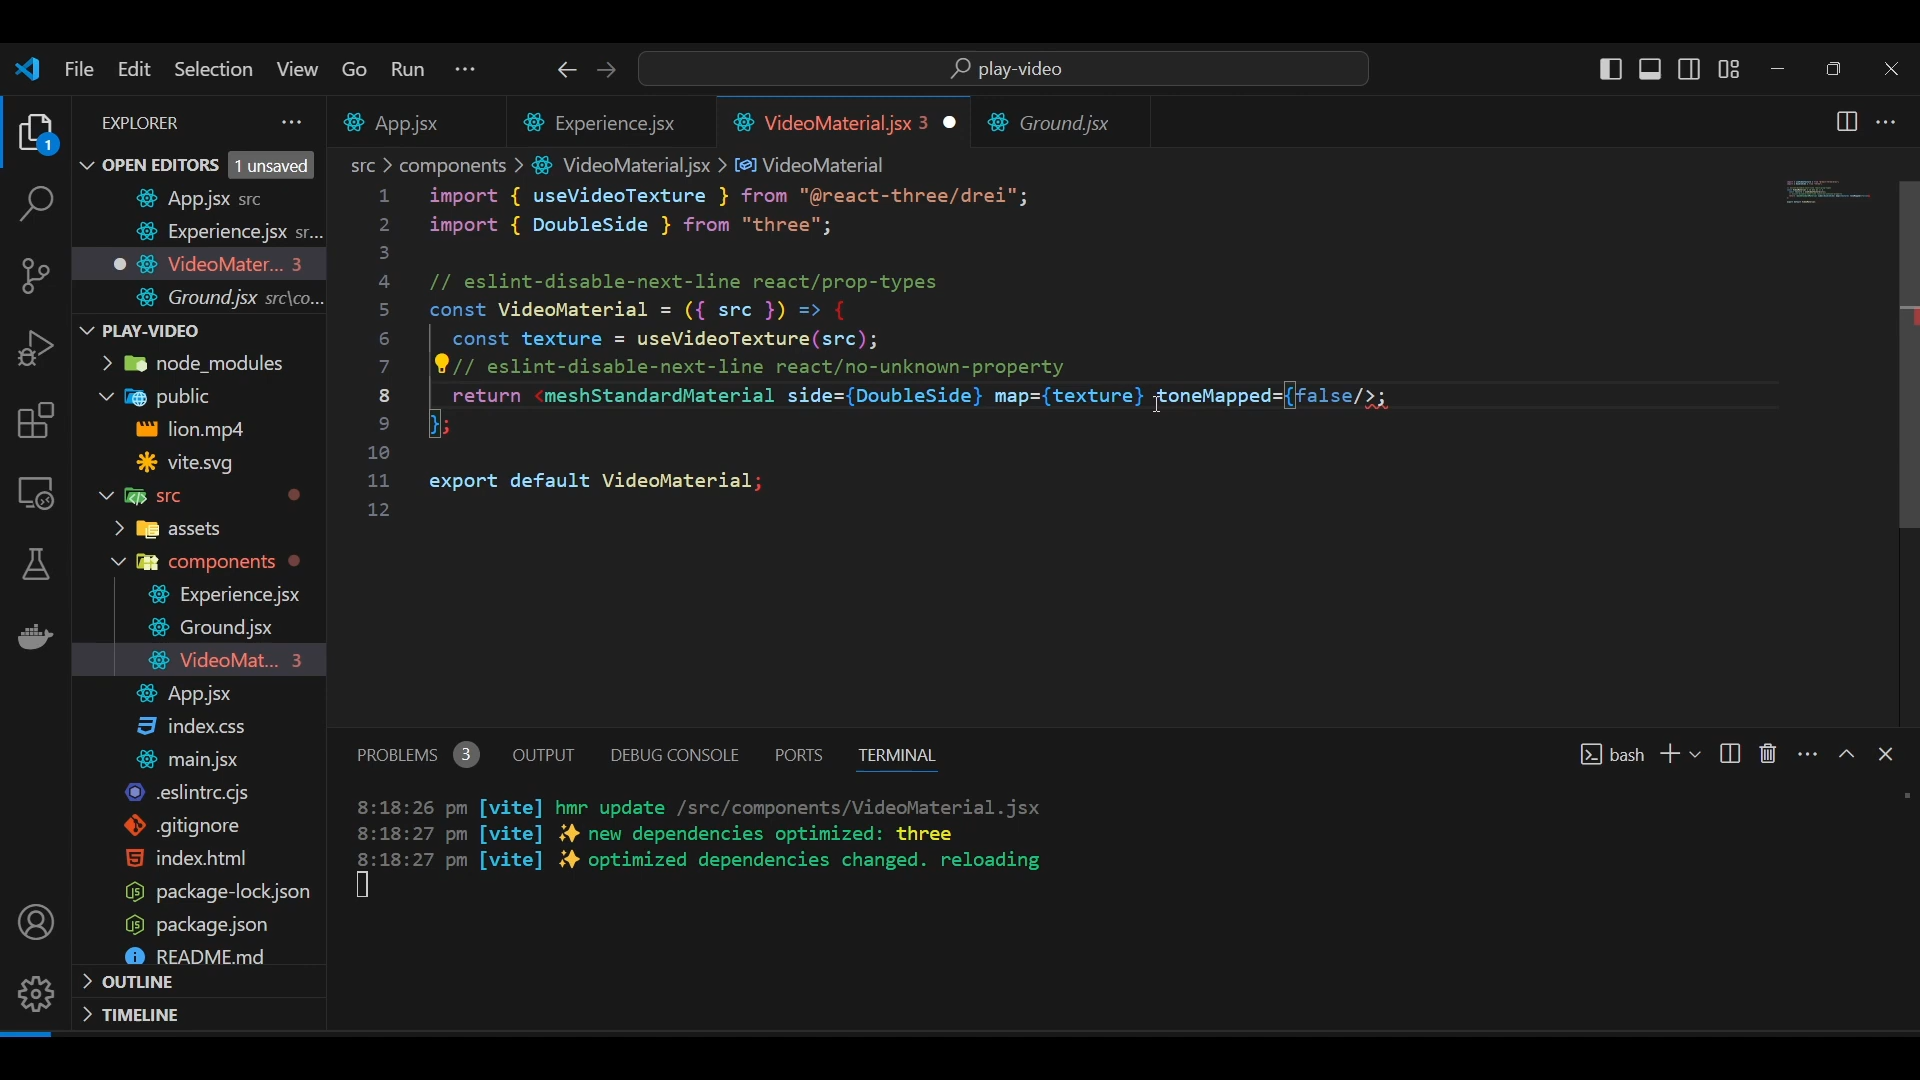 File Edit Selection View Go Run ···
play-video
EXPLORER
OPEN EDITORS 1 unsaved
App.jsx src
Experience.jsx sr...
VideoMater... 3
Ground.jsx src\co...
PLAY-VIDEO
node_modules
public
lion.mp4
vite.svg
src
assets
components
Experience.jsx
Ground.jsx
VideoMat... 3
App.jsx
index.css
main.jsx
.eslintrc.cjs
.gitignore
index.html
package-lock.json
package.json
README.md
OUTLINE
TIMELINE
1
App.jsx Experience.jsx VideoMaterial.jsx 3 Ground.jsx
src > components > VideoMaterial.jsx > VideoMaterial
1 import { useVideoTexture } from "@react-three/drei";
2 import { DoubleSide } from "three";
3
4 // eslint-disable-next-line react/prop-types
5 const VideoMaterial = ({ src }) => {
6 const texture = useVideoTexture(src);
7 // eslint-disable-next-line react/no-unknown-property
8 return <meshStandardMaterial side={DoubleSide} map={texture} toneMapped={false/>;
9 };
10
11 export default VideoMaterial;
12
PROBLEMS 3 OUTPUT DEBUG CONSOLE PORTS TERMINAL
bash
8:18:26 pm [vite] hmr update /src/components/VideoMaterial.jsx
8:18:27 pm [vite] ✨ new dependencies optimized: three
8:18:27 pm [vite] ✨ optimized dependencies changed. reloading